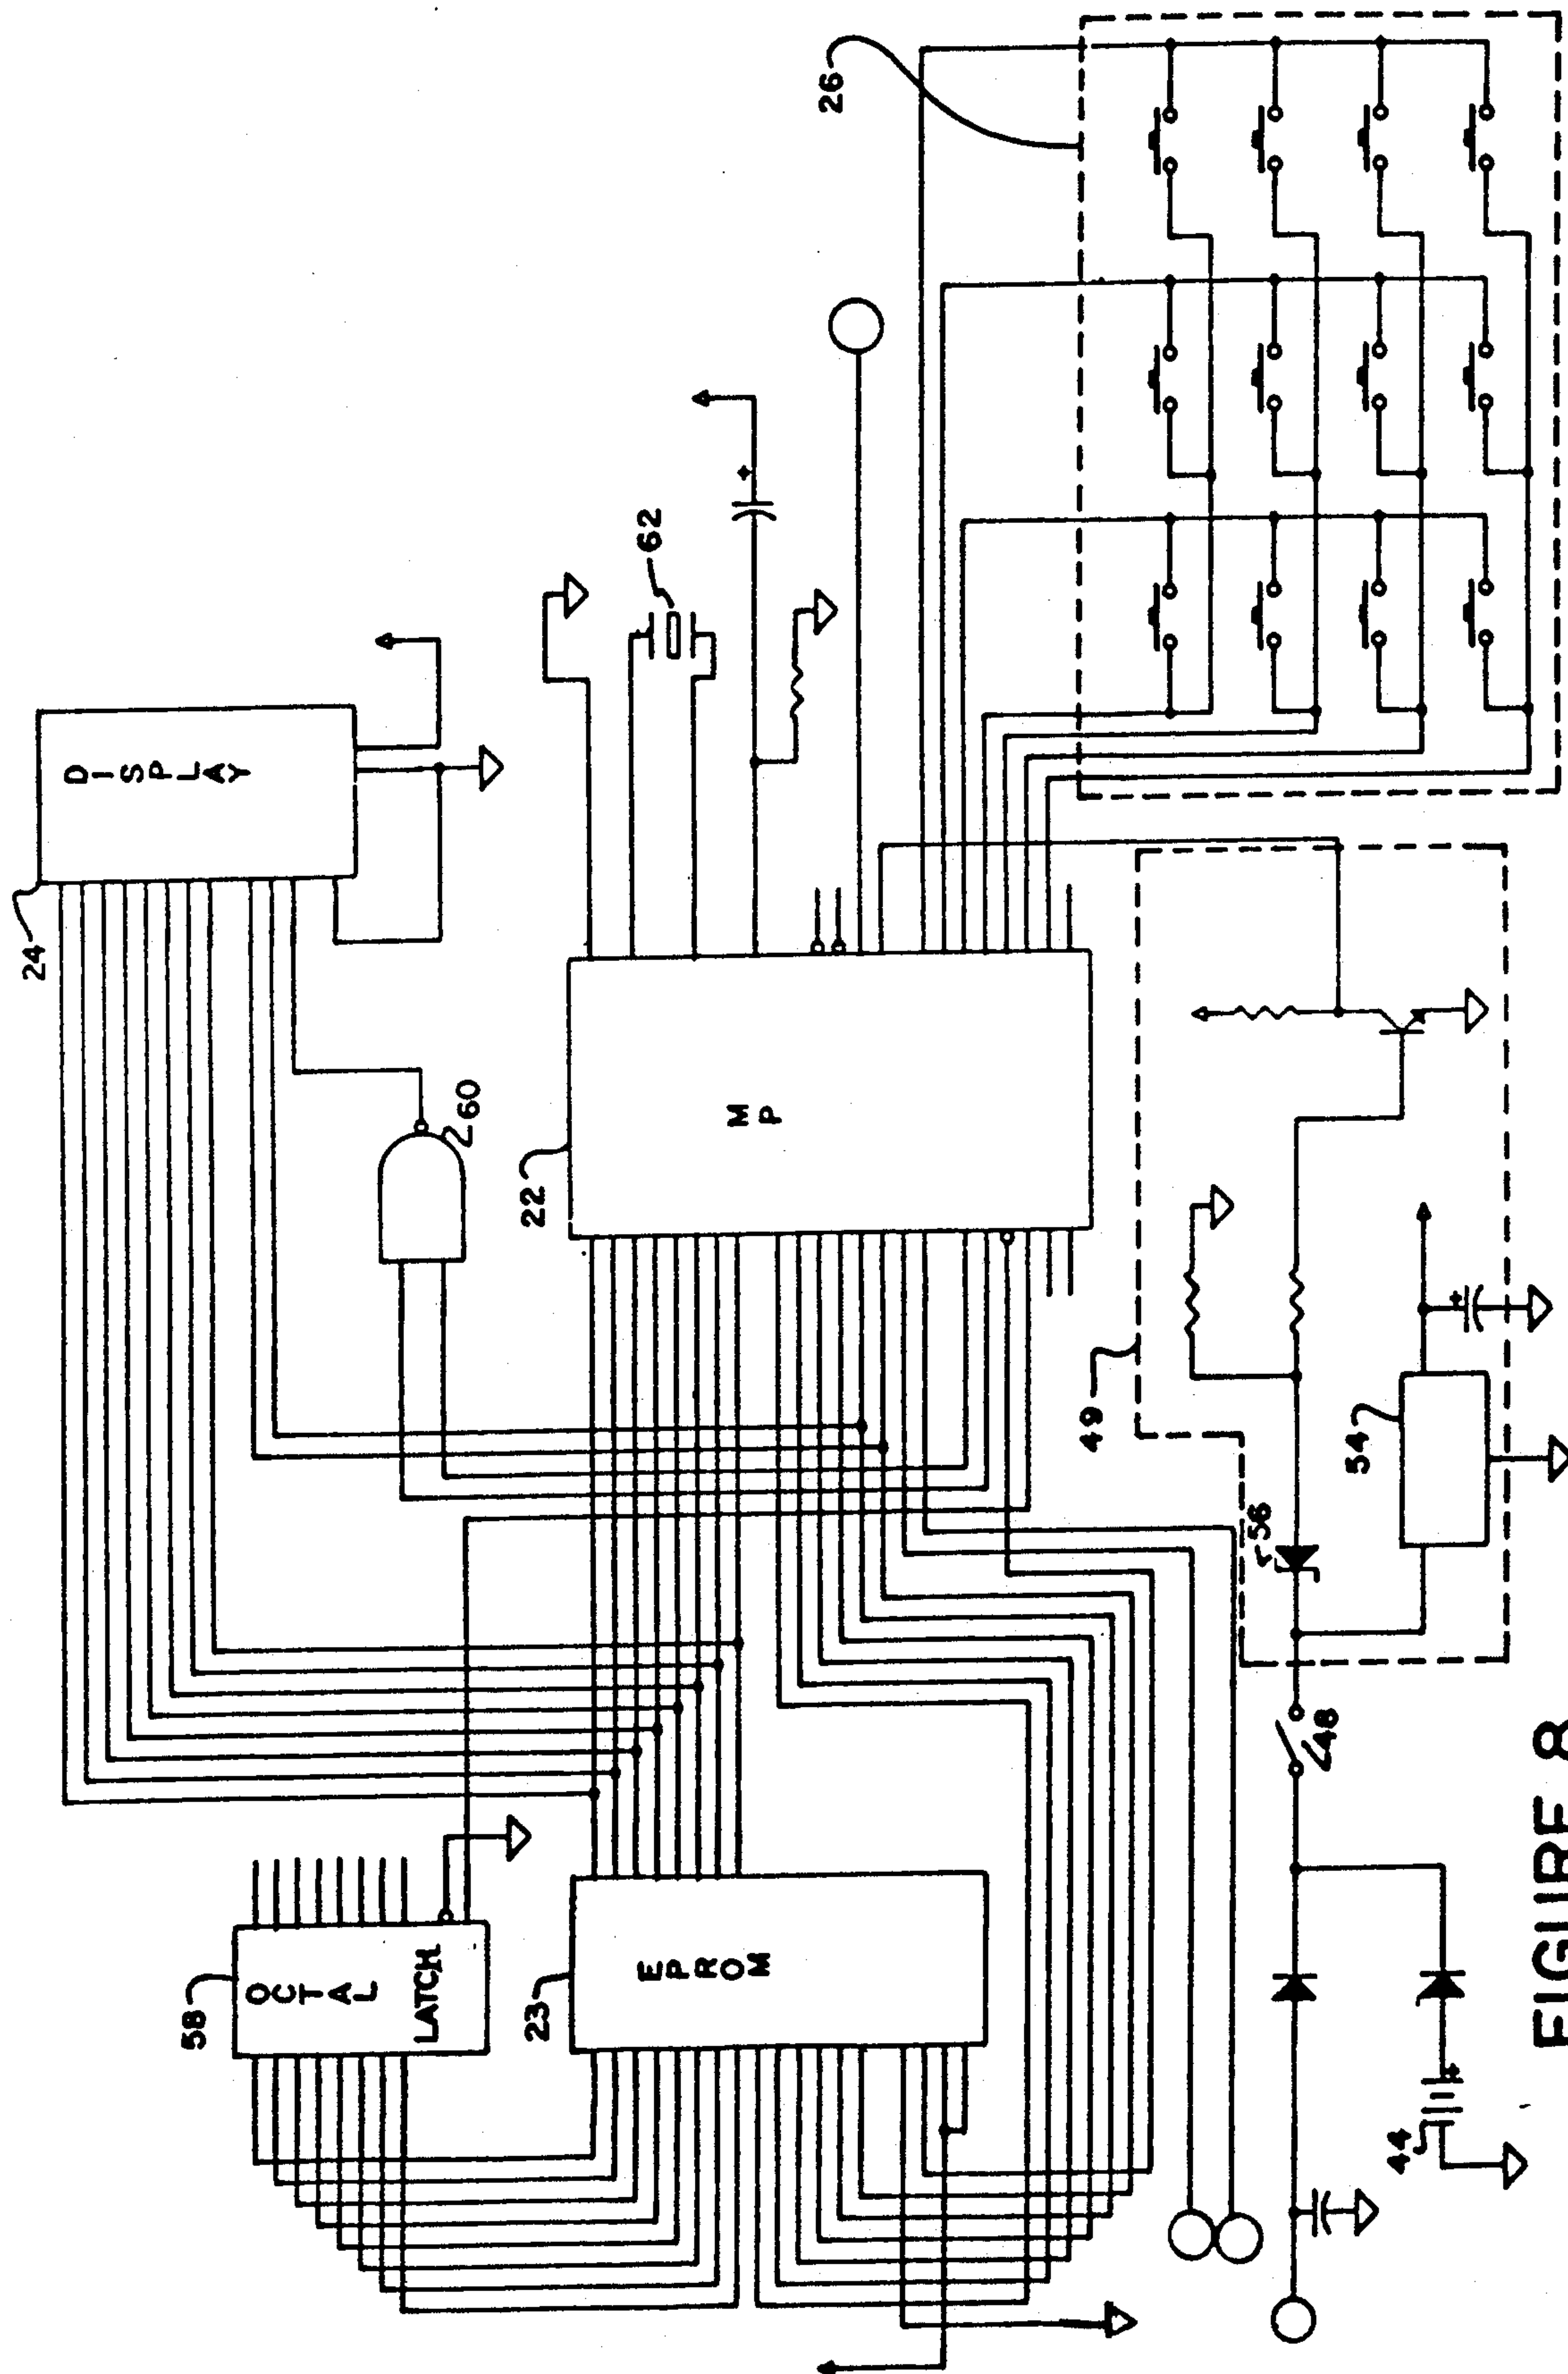 24
DISPLAY
26
62
60
22
MP
58
OCTAL
LATCH
23
EPROM
49
54
56
48
44
+
+
+
FIGURE 8